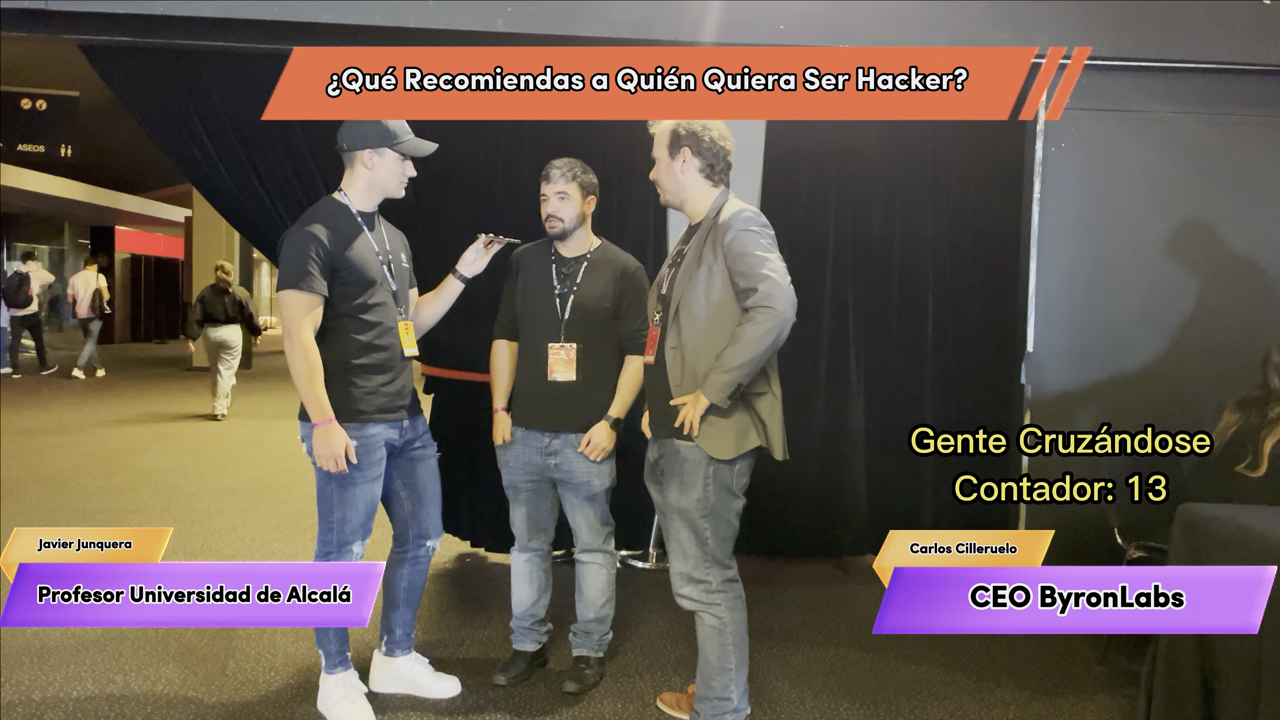 ¿Qué Recomiendas a Quién Quiera Ser Hacker?
ASEOS
Gente Cruzándose
Contador: 13
Javier Junquera
Profesor Universidad de Alcalá
Carlos Cilleruelo
CEO ByronLabs